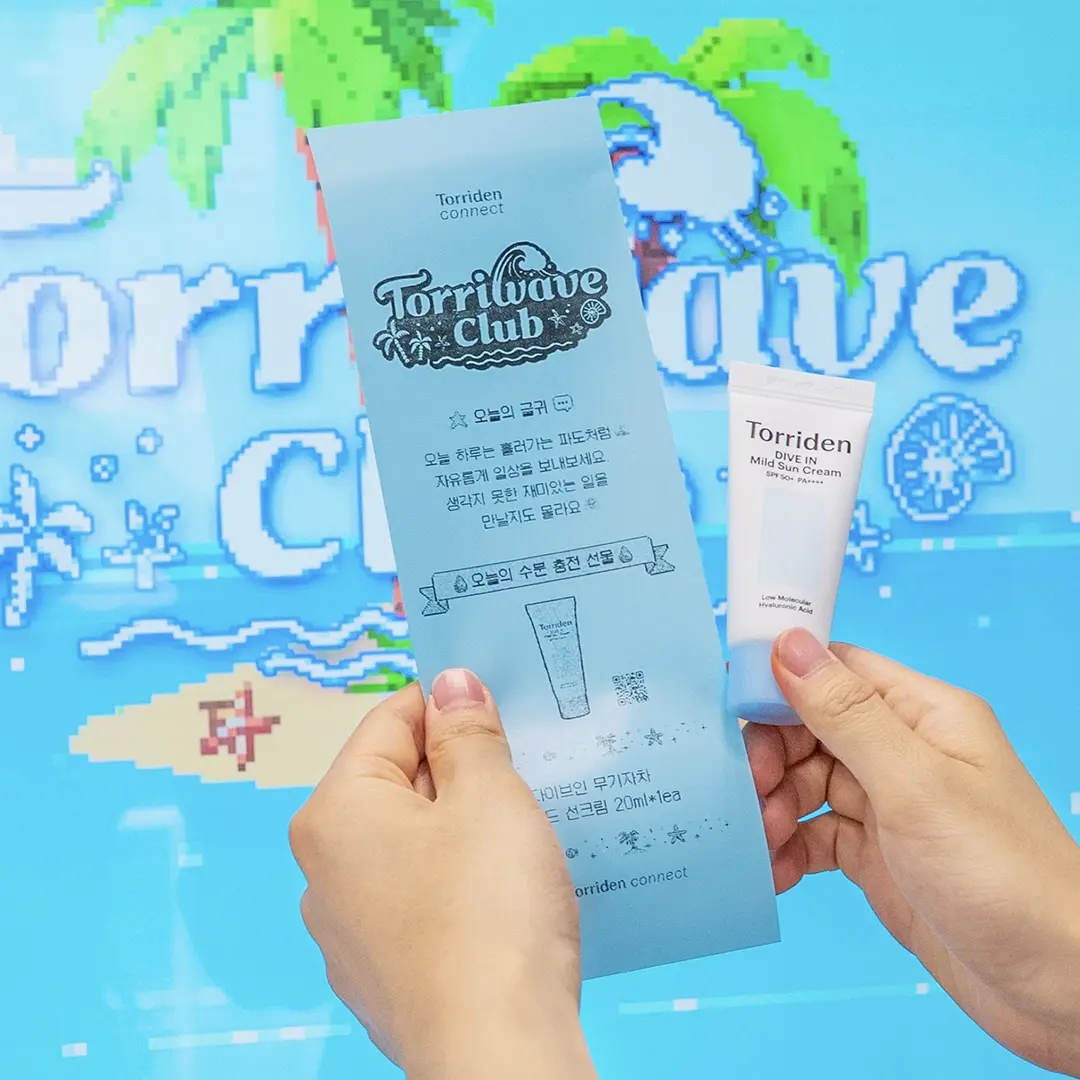 Torriden
connect
Torriwave
Club
오늘의 글귀
오늘 하루는 흘러가는 파도처럼
자유롭게 일상을 보내보세요.
생각지 못한 재미있는 일을
만날지도 몰라요
오늘의 수분 충전 선물
Torriden
다이브인 무기자차
드 선크림 20ml*1ea
orriden connect
Torriden
DIVE IN
Mild Sun Cream
SPF50+ PA++++
Low Molecular
Hyaluronic Acid
orr
ave
C